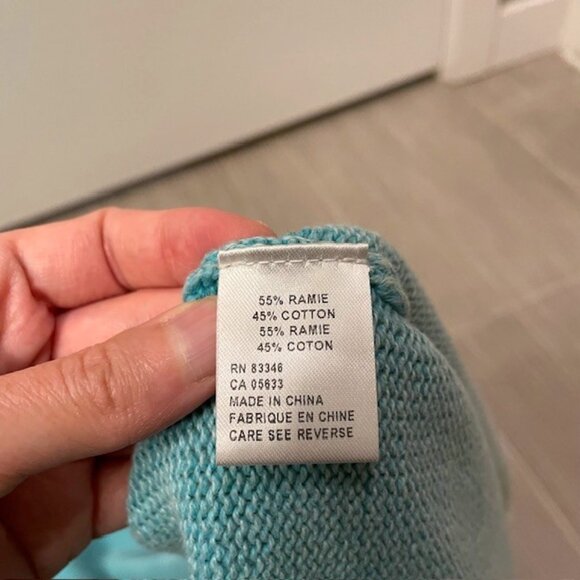 55% RAMIE
45% COTTON
55% RAMIE
45% COTON
RN 83346
CA 05633
MADE IN CHINA
FABRIQUE EN CHINE
CARE SEE REVERSE